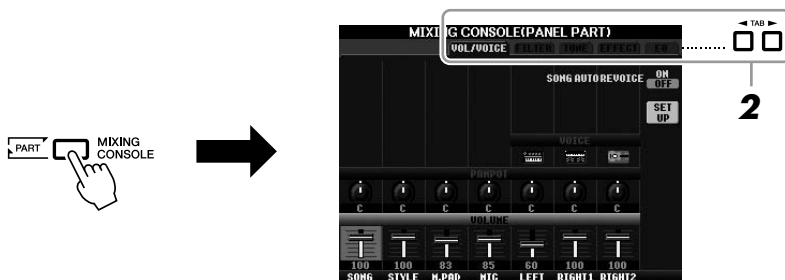 MIXING CONSOLE(PANEL PART)
◄ TAB ►
VOL/VOICE FILTER TUNE EFFECT EQ
SONG AUTO REVOICE ON
OFF
SET
UP
2
PART MIXING
CONSOLE
VOICE
PANPOT
C C C C C C C
VOLUME
100 100 83 85 60 100 100
SONG STYLE M.PAD MIC LEFT RIGHT1 RIGHT2